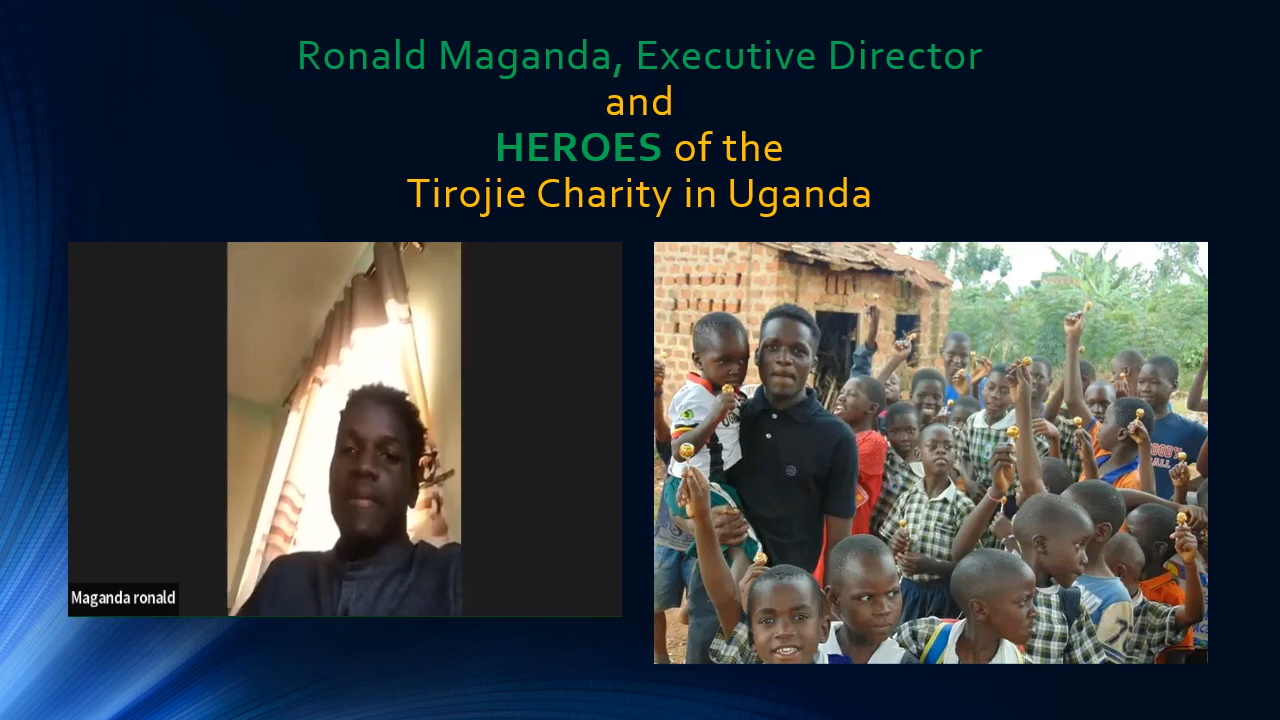 Ronald Maganda, Executive Director
and
HEROES of the
Tirojie Charity in Uganda
Maganda ronald